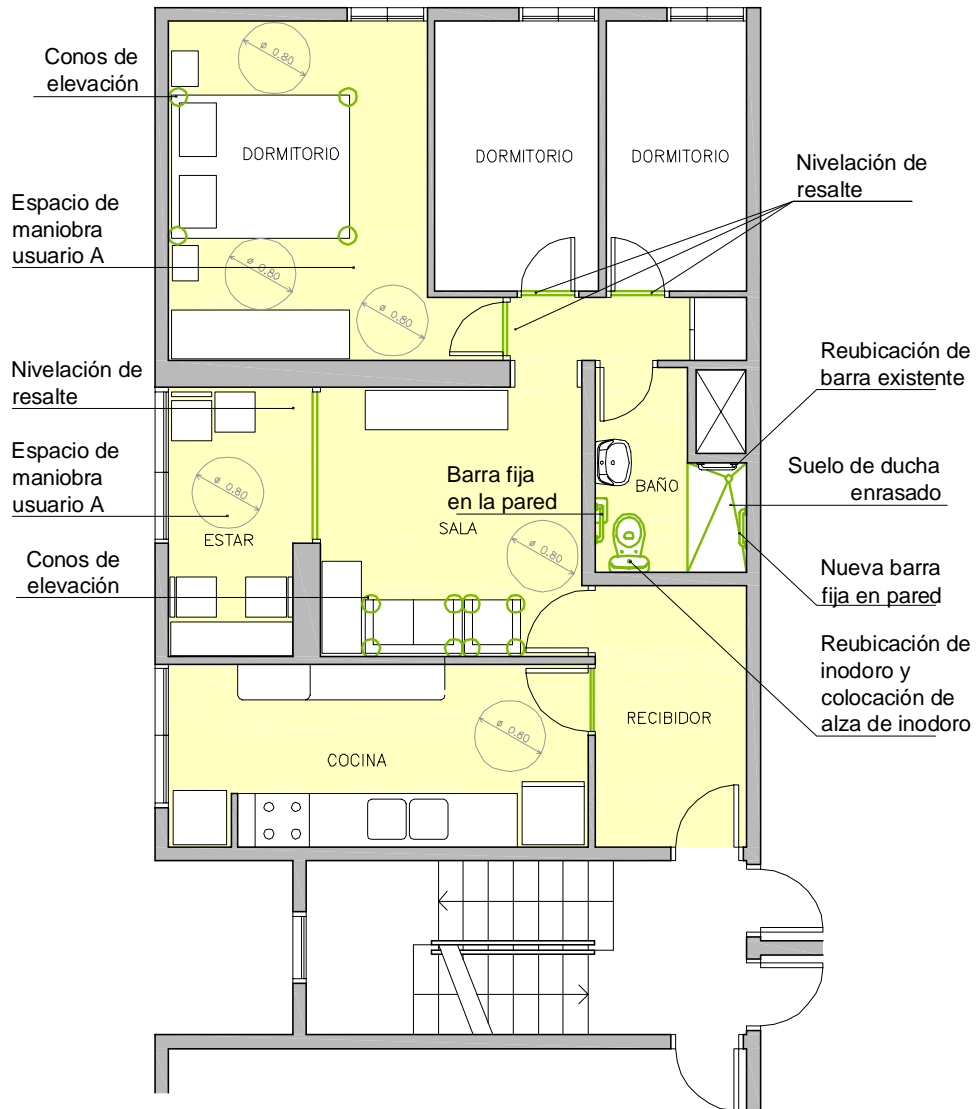 Conos de
elevación
ø 0.80
DORMITORIO
DORMITORIO
DORMITORIO
Nivelación de
resalte
Espacio de
maniobra
usuario A
ø 0.80
ø 0.80
Nivelación de
resalte
Reubicación de
barra existente
Espacio de
maniobra
usuario A
ø 0.80
ESTAR
Barra fija
en la pared
SALA
BAÑO
Suelo de ducha
enrasado
ø 0.80
Conos de
elevación
Nueva barra
fija en pared
Reubicación de
inodoro y
colocación de
alza de inodoro
RECIBIDOR
ø 0.80
COCINA